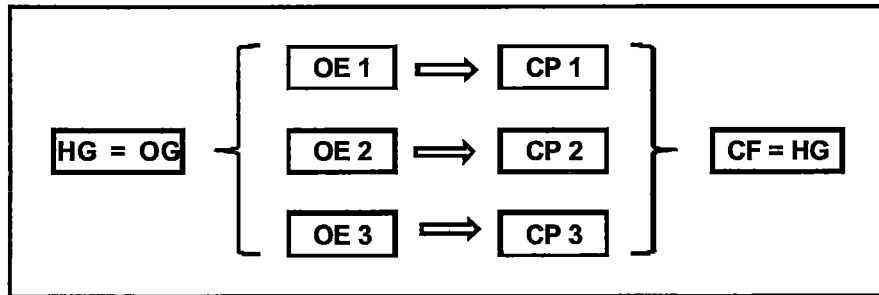 OE 1 CP 1
HG = OG OE 2 CP 2 CF = HG
OE 3 CP 3